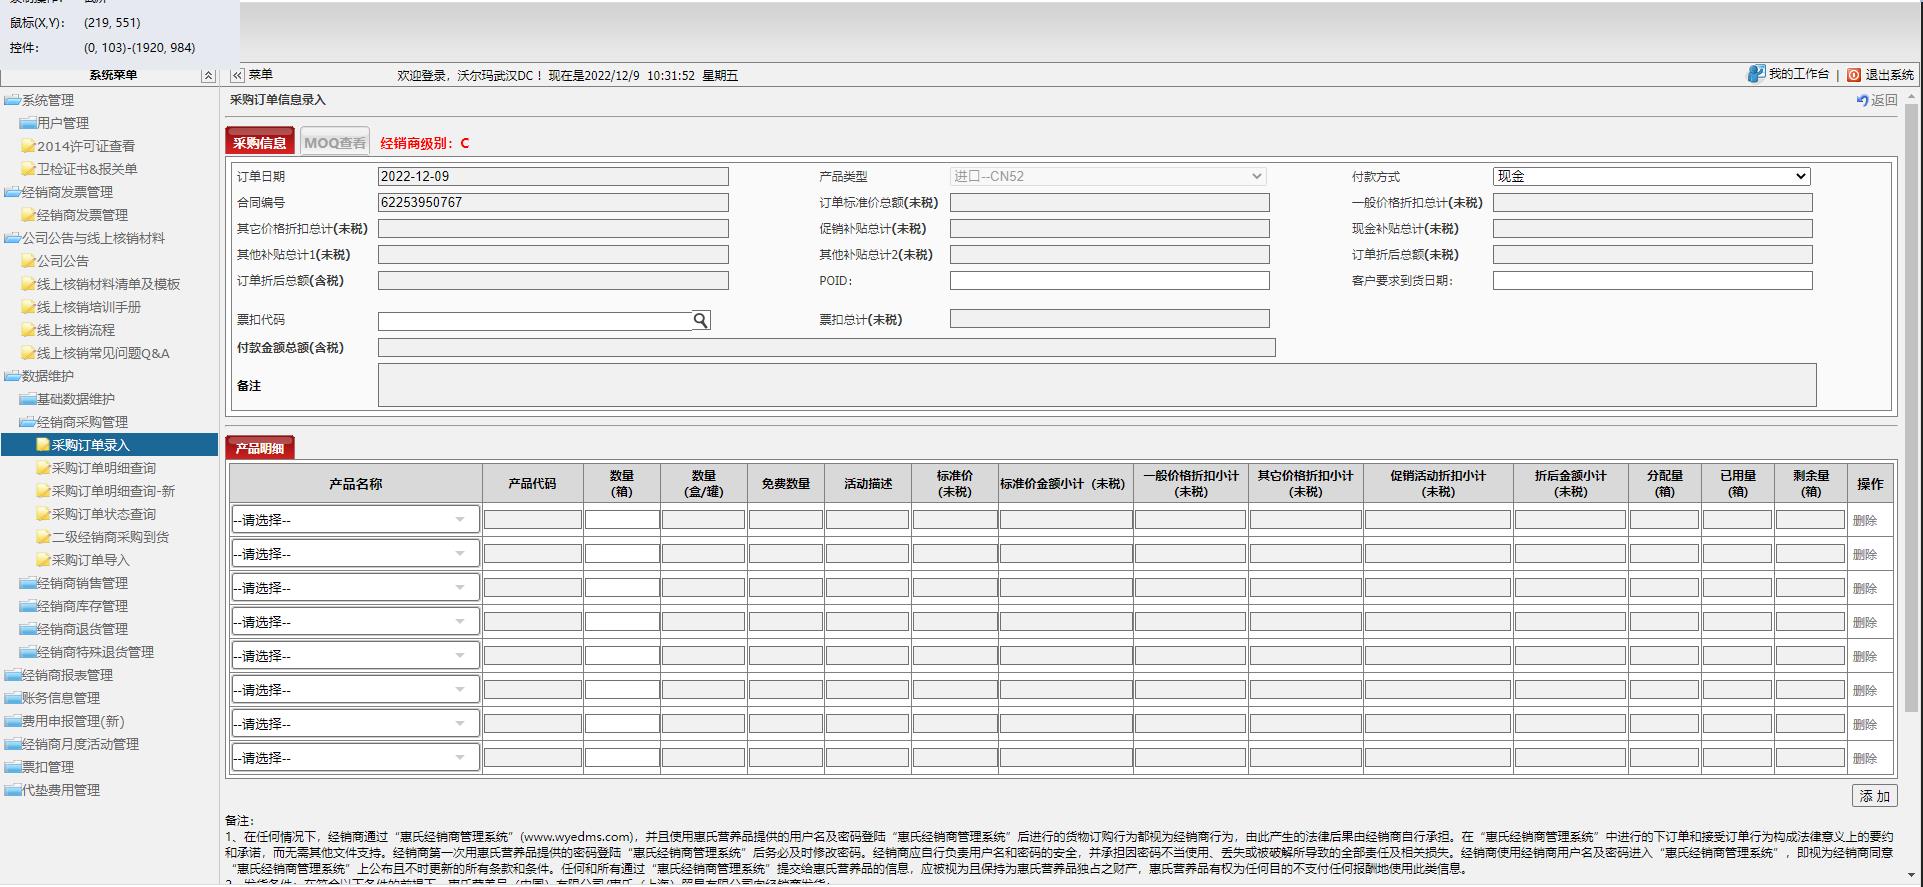 鼠标(X,Y): (219, 551)
控件: (0, 103)-(1920, 984)
系统菜单
菜单 欢迎登录，沃尔玛武汉DC！ 现在是2022/12/9 10:31:52 星期五 我的工作台 | 退出系统
系统管理
用户管理
2014许可证查看
卫检证书&报关单
经销商发票管理
经销商发票管理
公司公告与线上核销材料
公司公告
线上核销材料清单及模板
线上核销培训手册
线上核销流程
线上核销常见问题Q&A
数据维护
基础数据维护
经销商采购管理
采购订单录入
采购订单明细查询
采购订单明细查询-新
采购订单状态查询
二级经销商采购到货
采购订单导入
经销商销售管理
经销商库存管理
经销商退货管理
经销商特殊退货管理
经销商报表管理
账务信息管理
费用申报管理(新)
经销商月度活动管理
票扣管理
代垫费用管理
采购订单信息录入 返回
采购信息 MOQ查看 经销商级别：C
订单日期 2022-12-09 产品类型 进口--CN52 付款方式 现金
合同编号 62253950767 订单标准价总额(未税) 一般价格折扣总计(未税)
其它价格折扣总计(未税) 促销补贴总计(未税) 现金补贴总计(未税)
其他补贴总计1(未税) 其他补贴总计2(未税) 订单折后总额(未税)
订单折后总额(含税) POID: 客户要求到货日期:
票扣代码 票扣总计(未税)
付款金额总额(含税)
备注
产品明细
产品名称 产品代码 数量(箱) 数量(盒/罐) 免费数量 活动描述 标准价(未税) 标准价金额小计 (未税) 一般价格折扣小计(未税) 其它价格折扣小计(未税) 促销活动折扣小计(未税) 折后金额小计(未税) 分配量(箱) 已用量(箱) 剩余量(箱) 操作
--请选择-- 删除
--请选择-- 删除
--请选择-- 删除
--请选择-- 删除
--请选择-- 删除
--请选择-- 删除
--请选择-- 删除
--请选择-- 删除
添 加
备注:
1、在任何情况下，经销商通过“惠氏经销商管理系统”(www.wyedms.com)，并且使用惠氏营养品提供的用户名及密码登陆“惠氏经销商管理系统”后进行的货物订购行为都视为经销商行为，由此产生的法律后果由经销商自行承担。在“惠氏经销商管理系统”中进行的下订单和接受订单行为构成法律意义上的要约
和承诺，而无需其他文件支持。经销商第一次用惠氏营养品提供的密码登陆“惠氏经销商管理系统”后务必及时修改密码。经销商应自行负责用户名和密码的安全，并承担因密码不当使用、丢失或被破解所导致的全部责任及相关损失。经销商使用经销商用户名及密码进入“惠氏经销商管理系统”，即视为经销商同意
“惠氏经销商管理系统”上公布且不时更新的所有条款和条件。任何和所有通过“惠氏经销商管理系统”提交给惠氏营养品的信息，应被视为且保持为惠氏营养品独占之财产，惠氏营养品有权为任何目的不支付任何报酬地使用此类信息。